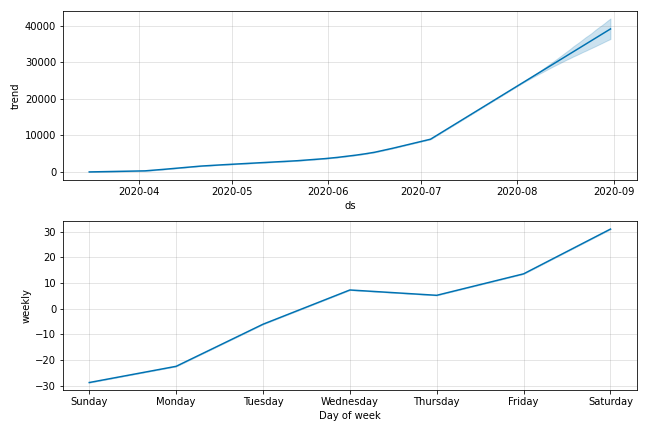 40000
30000
20000
10000
0
trend
2020-04 2020-05 2020-06 2020-07 2020-08 2020-09
ds
30
20
10
0
−10
−20
−30
weekly
Sunday Monday Tuesday Wednesday Thursday Friday Saturday
Day of week